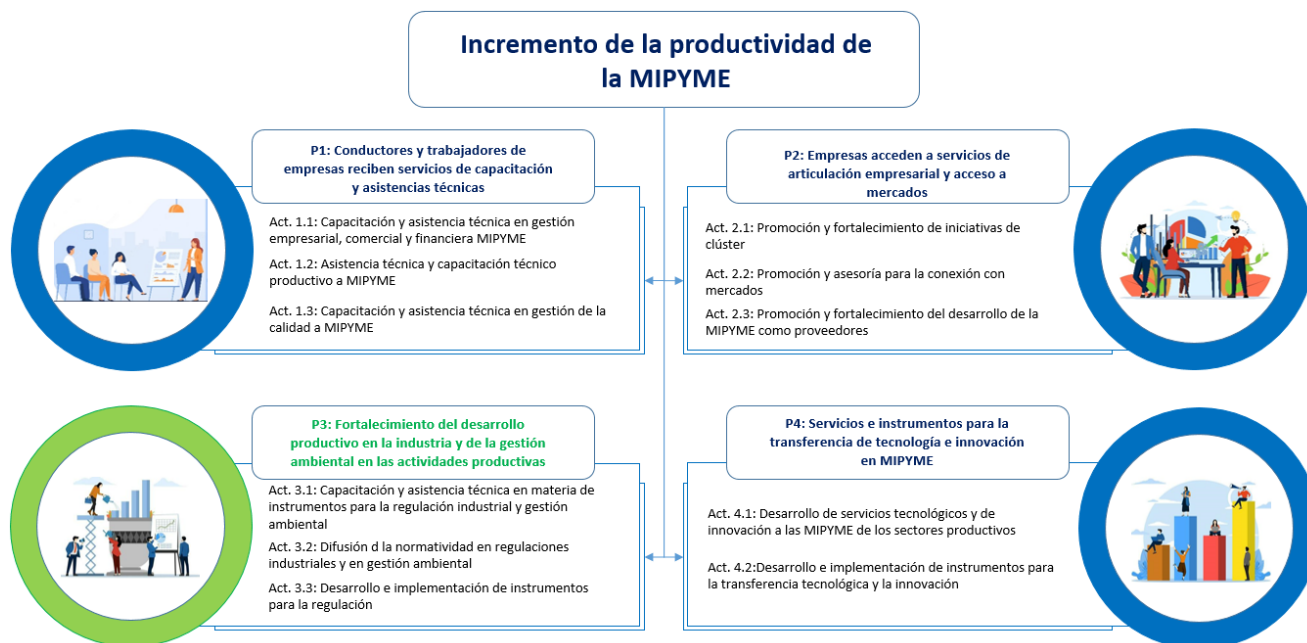 Incremento de la productividad de
la MIPYME
P1: Conductores y trabajadores de
empresas reciben servicios de capacitación
y asistencias técnicas
Act. 1.1: Capacitación y asistencia técnica en gestión
empresarial, comercial y financiera MIPYME
Act. 1.2: Asistencia técnica y capacitación técnico
productivo a MIPYME
Act. 1.3: Capacitación y asistencia técnica en gestión de la
calidad a MIPYME
P2: Empresas acceden a servicios de
articulación empresarial y acceso a
mercados
Act. 2.1: Promoción y fortalecimiento de iniciativas de
clúster
Act. 2.2: Promoción y asesoría para la conexión con
mercados
Act. 2.3: Promoción y fortalecimiento del desarrollo de la
MIPYME como proveedores
P3: Fortalecimiento del desarrollo
productivo en la industria y de la gestión
ambiental en las actividades productivas
Act. 3.1: Capacitación y asistencia técnica en materia de
instrumentos para la regulación industrial y gestión
ambiental
Act. 3.2: Difusión d la normatividad en regulaciones
industriales y en gestión ambiental
Act. 3.3: Desarrollo e implementación de instrumentos
para la regulación
P4: Servicios e instrumentos para la
transferencia de tecnología e innovación
en MIPYME
Act. 4.1: Desarrollo de servicios tecnológicos y de
innovación a las MIPYME de los sectores productivos
Act. 4.2:Desarrollo e implementación de instrumentos para
la transferencia tecnológica y la innovación